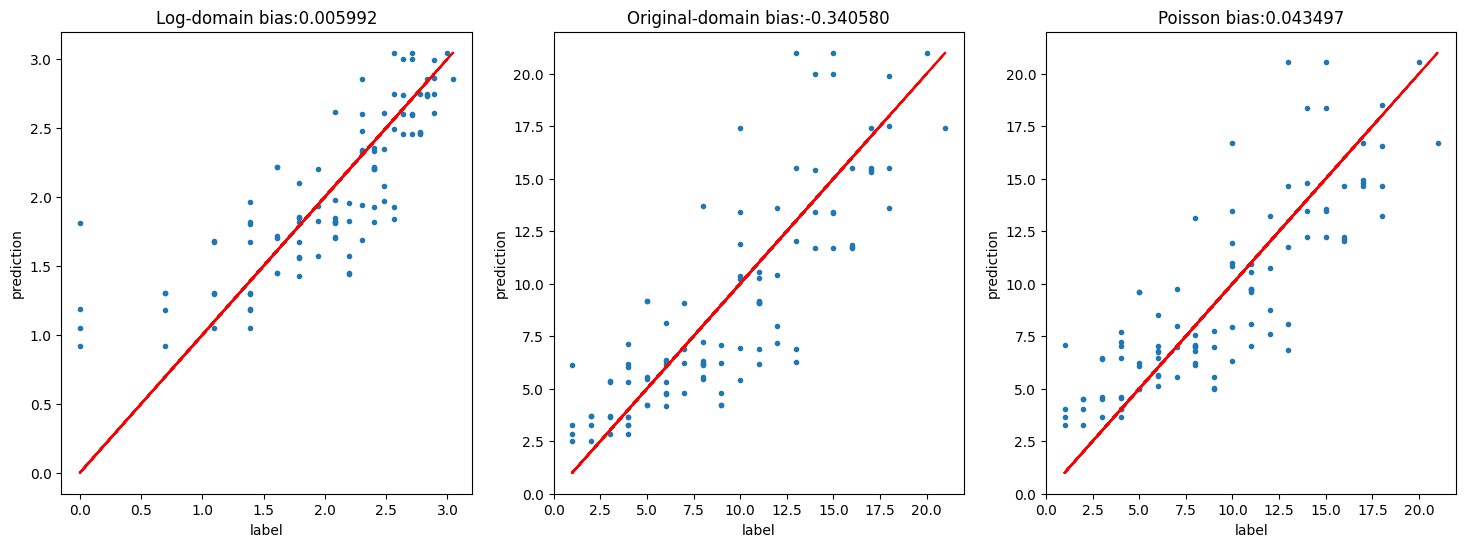 Log-domain bias:0.005992
3.0
2.5
2.0
1.5
1.0
0.5
0.0
prediction
0.0 0.5 1.0 1.5 2.0 2.5 3.0
label
Original-domain bias:-0.340580
20.0
17.5
15.0
12.5
10.0
7.5
5.0
2.5
0.0
prediction
0.0 2.5 5.0 7.5 10.0 12.5 15.0 17.5 20.0
label
Poisson bias:0.043497
20.0
17.5
15.0
12.5
10.0
7.5
5.0
2.5
0.0
prediction
0.0 2.5 5.0 7.5 10.0 12.5 15.0 17.5 20.0
label